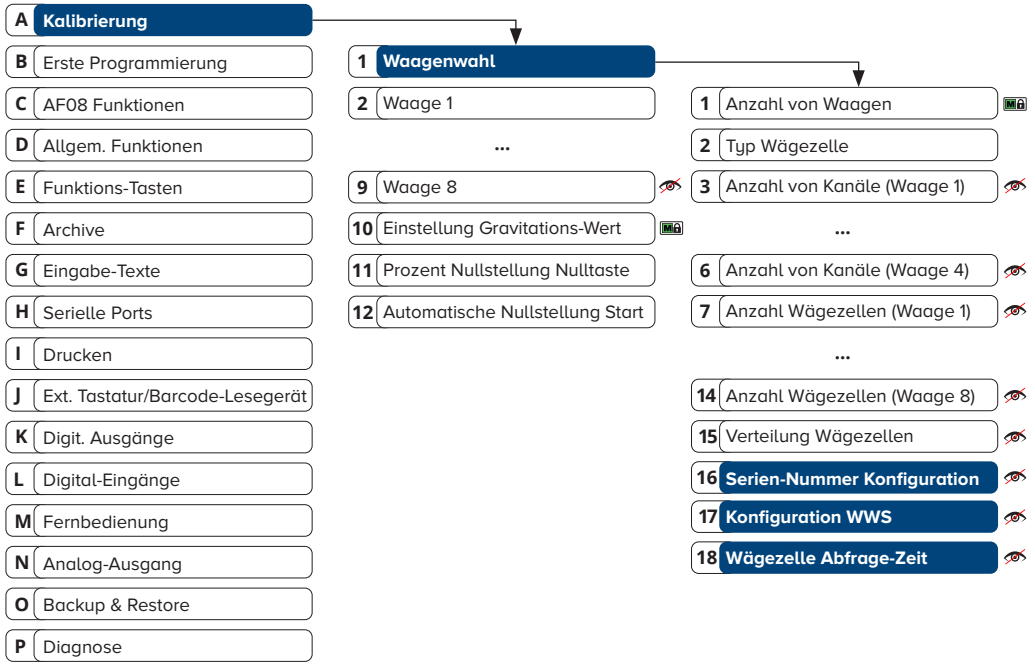 A Kalibrierung
B Erste Programmierung
C AF08 Funktionen
D Allgem. Funktionen
E Funktions-Tasten
F Archive
G Eingabe-Texte
H Serielle Ports
I Drucken
J Ext. Tastatur/Barcode-Lesegerät
K Digit. Ausgänge
L Digital-Eingänge
M Fernbedienung
N Analog-Ausgang
O Backup & Restore
P Diagnose
1 Waagenwahl
2 Waage 1
...
9 Waage 8
10 Einstellung Gravitations-Wert M
11 Prozent Nullstellung Nulltaste
12 Automatische Nullstellung Start
1 Anzahl von Waagen M
2 Typ Wägezelle
3 Anzahl von Kanäle (Waage 1)
...
6 Anzahl von Kanäle (Waage 4)
7 Anzahl Wägezellen (Waage 1)
...
14 Anzahl Wägezellen (Waage 8)
15 Verteilung Wägezellen
16 Serien-Nummer Konfiguration
17 Konfiguration WWS
18 Wägezelle Abfrage-Zeit